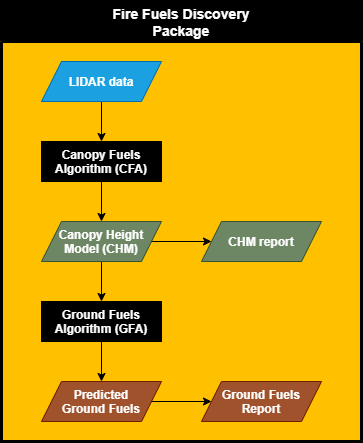 Fire Fuels Discovery
Package
LIDAR data
Canopy Fuels
Algorithm (CFA)
Canopy Height
Model (CHM)
CHM report
Ground Fuels
Algorithm (GFA)
Predicted
Ground Fuels
Ground Fuels
Report